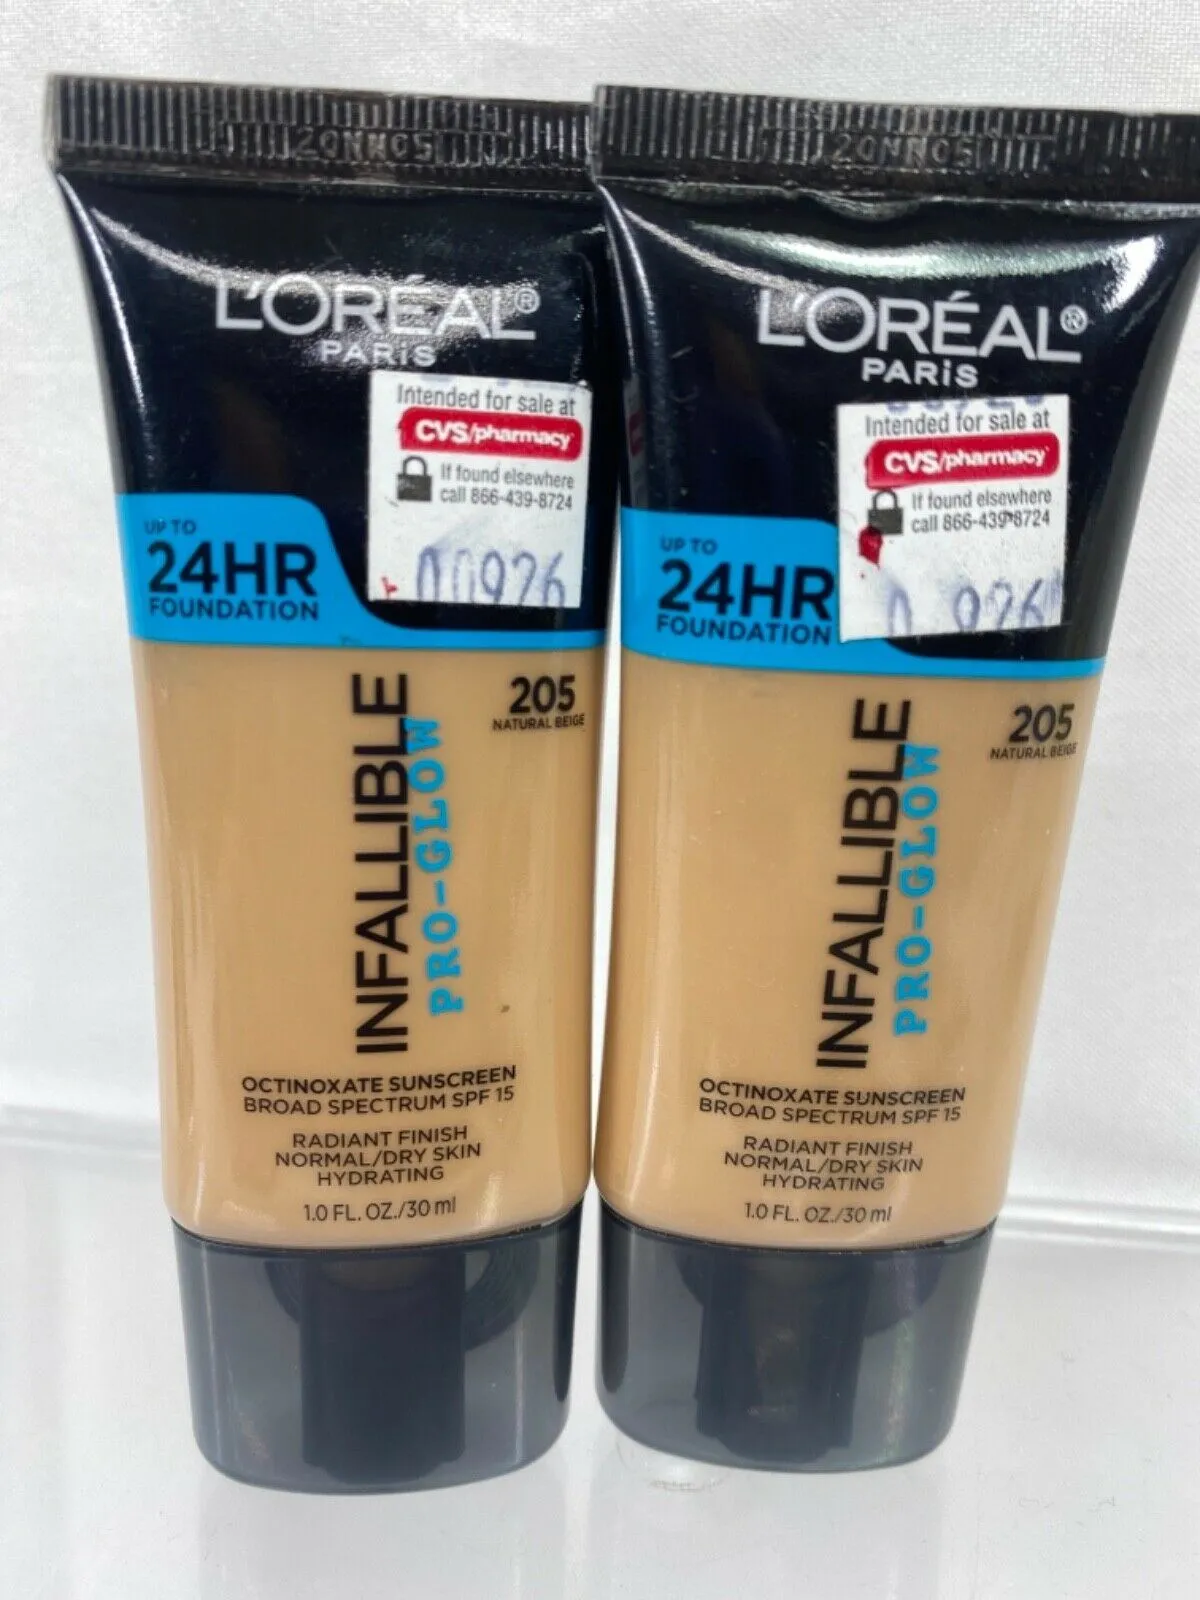 20NN0S
L'ORÉAL®
PARiS
Intended for sale at
CVS/pharmacy
If found elsewhere
call 866-439-8724
00926
UP TO
24HR
FOUNDATION
205
NATURAL BEIGE
INFALLIBLE
PRO-GLOW
OCTINOXATE SUNSCREEN
BROAD SPECTRUM SPF 15
RADIANT FINISH
NORMAL/DRY SKIN
HYDRATING
1.0 FL. OZ./30 ml
20NN0S
L'ORÉAL®
PARiS
Intended for sale at
CVS/pharmacy
If found elsewhere
call 866-439-8724
UP TO
24HR
FOUNDATION
205
NATURAL BEIGE
INFALLIBLE
PRO-GLOW
OCTINOXATE SUNSCREEN
BROAD SPECTRUM SPF 15
RADIANT FINISH
NORMAL/DRY SKIN
HYDRATING
1.0 FL. OZ./30 ml